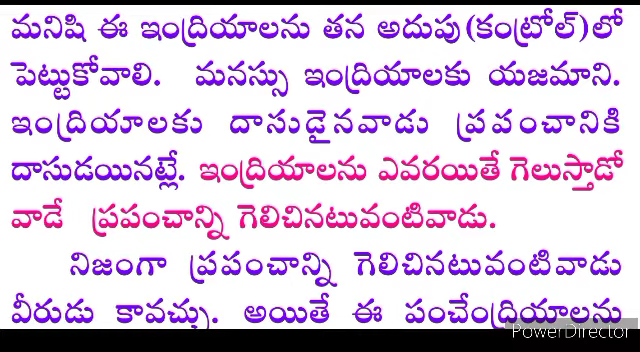 మనిషి ఈ ఇంద్రియాలను తన అదుపు(కంట్రోల్)లో
పెట్టుకోవాలి. మనస్సు ఇంద్రియాలకు యజమాని.
ఇంద్రియాలకు దాసుడైనవాడు ప్రపంచానికి
దాసుడయినట్లే. ఇంద్రియాలను ఎవరయితే గెలుస్తాడో
వాడే ప్రపంచాన్ని గెలిచినటువంటివాడు.
నిజంగా ప్రపంచాన్ని గెలిచినటువంటివాడు
వీరుడు కావచ్చు. అయితే ఈ పంచేంద్రియాలను
PowerDirector